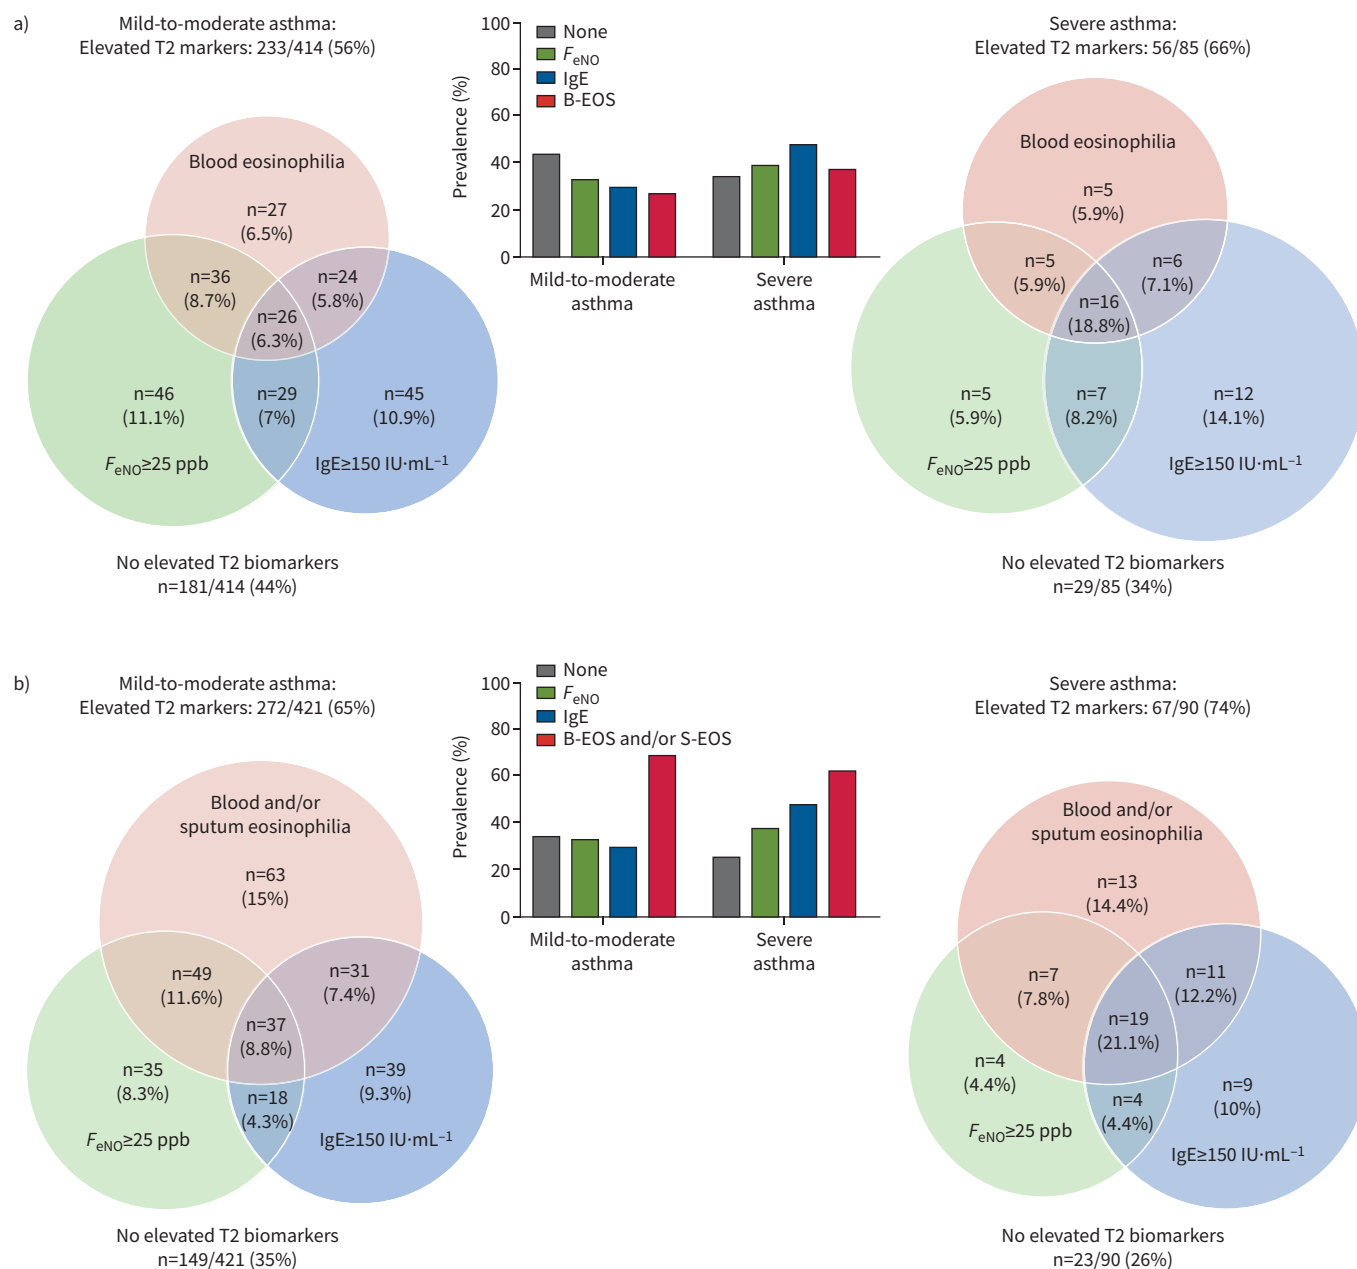 a)
Mild-to-moderate asthma:
Elevated T2 markers: 233/414 (56%)
Blood eosinophilia
n=27
(6.5%)
n=36
(8.7%)
n=24
(5.8%)
n=26
(6.3%)
n=46
(11.1%)
n=29
(7%)
n=45
(10.9%)
FeNO≥25 ppb
IgE≥150 IU·mL⁻¹
No elevated T2 biomarkers
n=181/414 (44%)
Prevalence (%)
100
80
60
40
20
0
None
FeNO
IgE
B-EOS
Mild-to-moderate
asthma
Severe
asthma
Severe asthma:
Elevated T2 markers: 56/85 (66%)
Blood eosinophilia
n=5
(5.9%)
n=5
(5.9%)
n=6
(7.1%)
n=16
(18.8%)
n=5
(5.9%)
n=7
(8.2%)
n=12
(14.1%)
FeNO≥25 ppb
IgE≥150 IU·mL⁻¹
No elevated T2 biomarkers
n=29/85 (34%)
b)
Mild-to-moderate asthma:
Elevated T2 markers: 272/421 (65%)
Blood and/or
sputum eosinophilia
n=63
(15%)
n=49
(11.6%)
n=31
(7.4%)
n=37
(8.8%)
n=35
(8.3%)
n=18
(4.3%)
n=39
(9.3%)
FeNO≥25 ppb
IgE≥150 IU·mL⁻¹
No elevated T2 biomarkers
n=149/421 (35%)
Prevalence (%)
100
80
60
40
20
0
None
FeNO
IgE
B-EOS and/or S-EOS
Mild-to-moderate
asthma
Severe
asthma
Severe asthma:
Elevated T2 markers: 67/90 (74%)
Blood and/or
sputum eosinophilia
n=13
(14.4%)
n=7
(7.8%)
n=11
(12.2%)
n=19
(21.1%)
n=4
(4.4%)
n=4
(4.4%)
n=9
(10%)
FeNO≥25 ppb
IgE≥150 IU·mL⁻¹
No elevated T2 biomarkers
n=23/90 (26%)